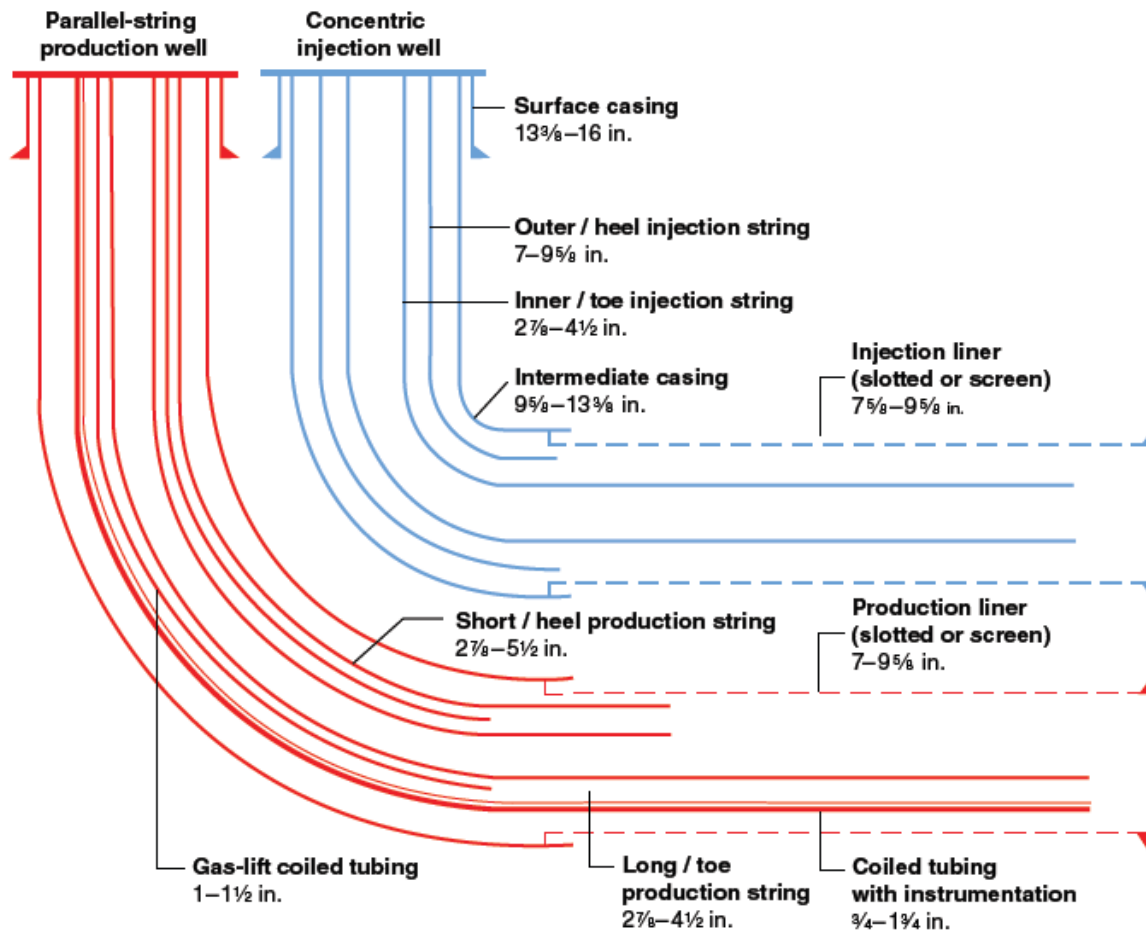 Parallel-string
production well
Concentric
injection well
Surface casing
13⅜–16 in.
Outer / heel injection string
7–9⅝ in.
Inner / toe injection string
2⅞–4½ in.
Intermediate casing
9⅝–13⅜ in.
Injection liner
(slotted or screen)
7⅝–9⅝ in.
Short / heel production string
2⅞–5½ in.
Production liner
(slotted or screen)
7–9⅝ in.
Gas-lift coiled tubing
1–1½ in.
Long / toe
production string
2⅞–4½ in.
Coiled tubing
with instrumentation
¾–1¾ in.